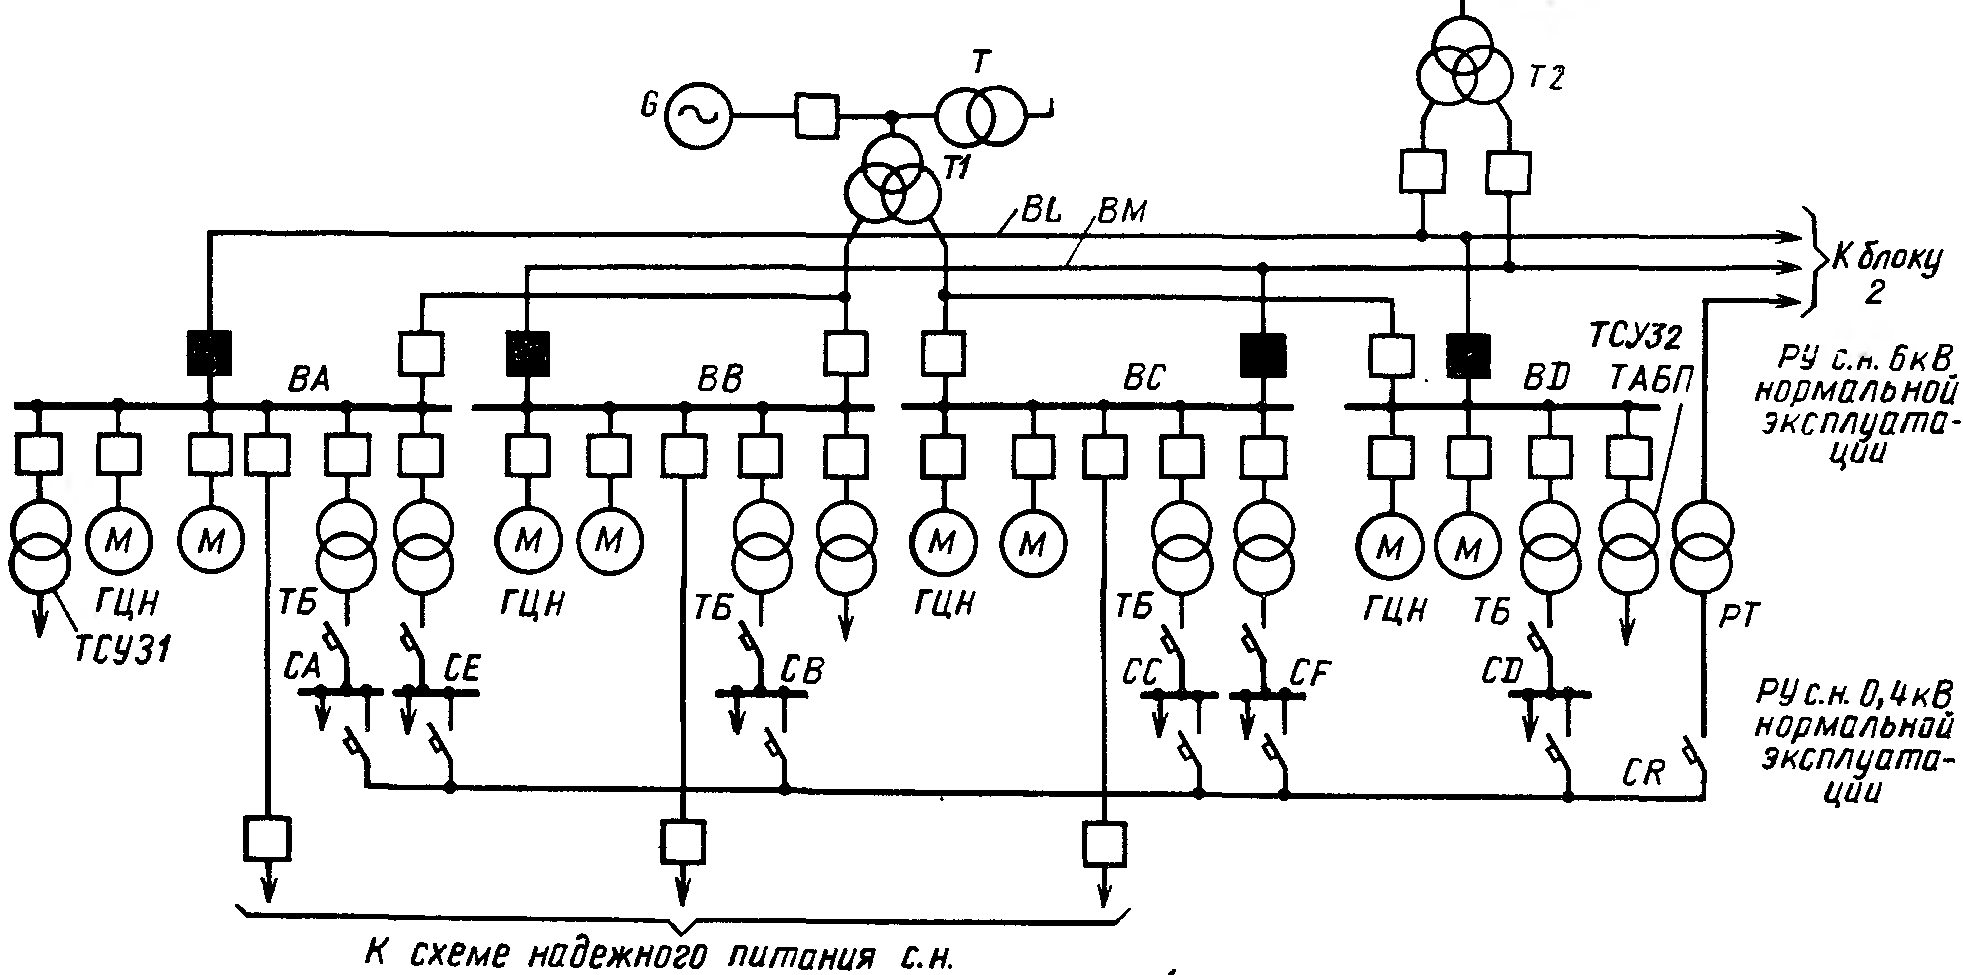 G
T
T1
T2
BL
BM
К блоку
2
BA
BB
BC
BD
ТСУЗ2
ТАБП
РУ с.н. 6кВ
нормальной
эксплуата-
ции
M
M
M
M
M
M
M
M
ГЦН
ТСУЗ1
ТБ
ГЦН
ТБ
ГЦН
ТБ
ГЦН
ТБ
РТ
CA
CE
CB
CC
CF
CD
CR
РУ с.н. 0,4кВ
нормальной
эксплуата-
ции
К схеме надежного питания с.н.